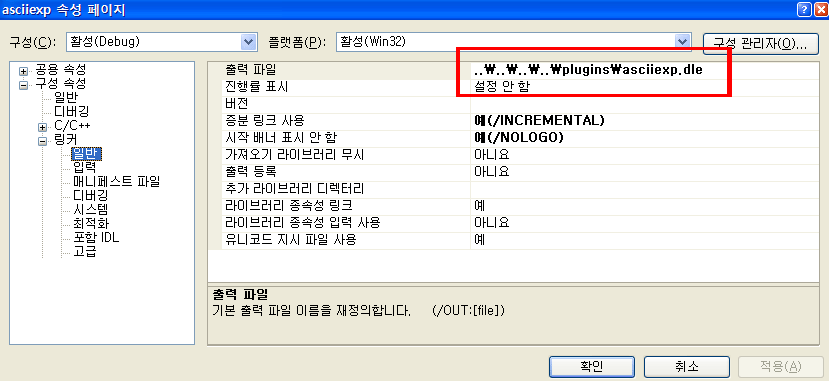 asciiexp 속성 페이지
구성(C): 활성(Debug) 플랫폼(P): 활성(Win32) 구성 관리자(O)...
공용 속성
구성 속성
일반
디버깅
C/C++
링커
일반
입력
매니페스트 파일
디버깅
시스템
최적화
포함 IDL
고급
출력 파일 ..₩..₩..₩..₩plugins₩asciiexp.dle
진행률 표시 설정 안 함
버전
증분 링크 사용 예(/INCREMENTAL)
시작 배너 표시 안 함 예(/NOLOGO)
가져오기 라이브러리 무시 아니요
출력 등록 아니요
추가 라이브러리 디렉터리
라이브러리 종속성 링크 예
라이브러리 종속성 입력 사용 아니요
유니코드 지시 파일 사용 예
출력 파일
기본 출력 파일 이름을 재정의합니다. (/OUT:[file])
확인 취소 적용(A)